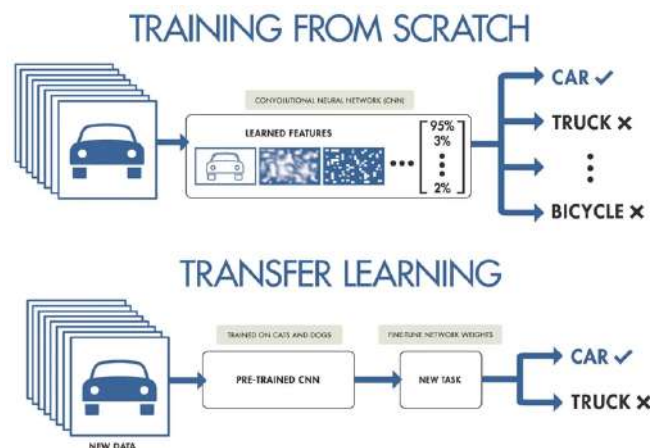 TRAINING FROM SCRATCH
CONVOLUTIONAL NEURAL NETWORK (CNN)
LEARNED FEATURES
95%
3%
2%
CAR ✓
TRUCK ×
BICYCLE ×
TRANSFER LEARNING
TRAINED ON CATS AND DOGS
FINE-TUNE NETWORK WEIGHTS
PRE-TRAINED CNN
NEW TASK
CAR ✓
TRUCK ×
NEW DATA